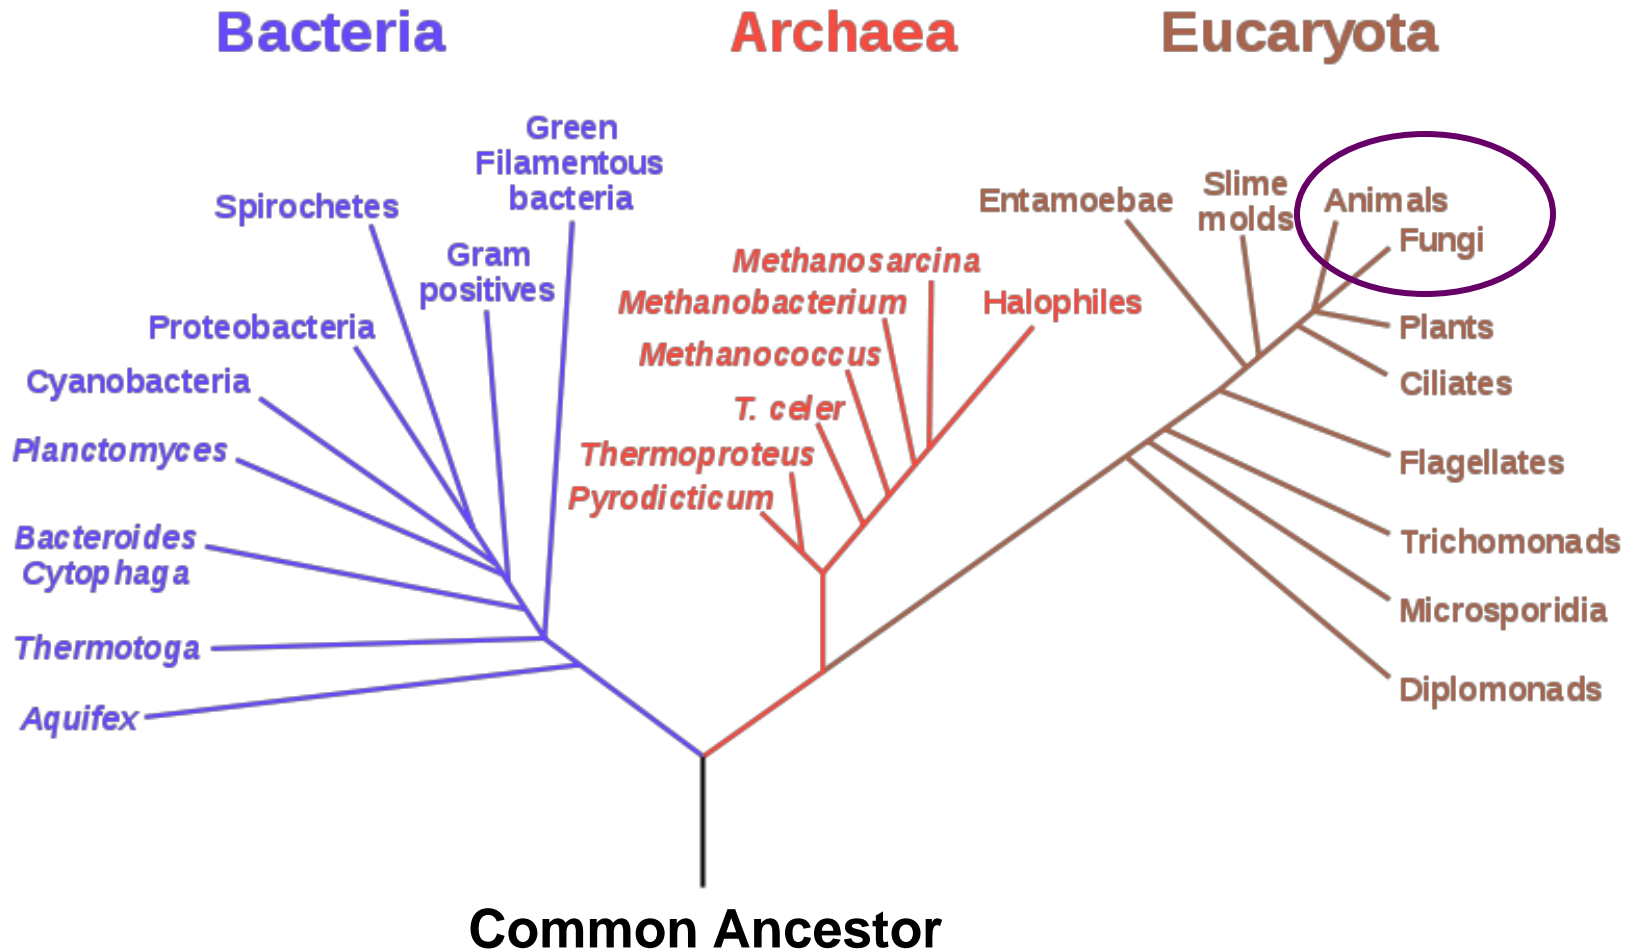 Bacteria
Archaea
Eucaryota
Green
Filamentous
bacteria
Spirochetes
Gram
positives
Proteobacteria
Cyanobacteria
Planctomyces
Bacteroides
Cytophaga
Thermotoga
Aquifex
Methanosarcina
Methanobacterium
Halophiles
Methanococcus
T. celer
Thermoproteus
Pyrodicticum
Entamoebae
Slime
molds
Animals
Fungi
Plants
Ciliates
Flagellates
Trichomonads
Microsporidia
Diplomonads
Common Ancestor